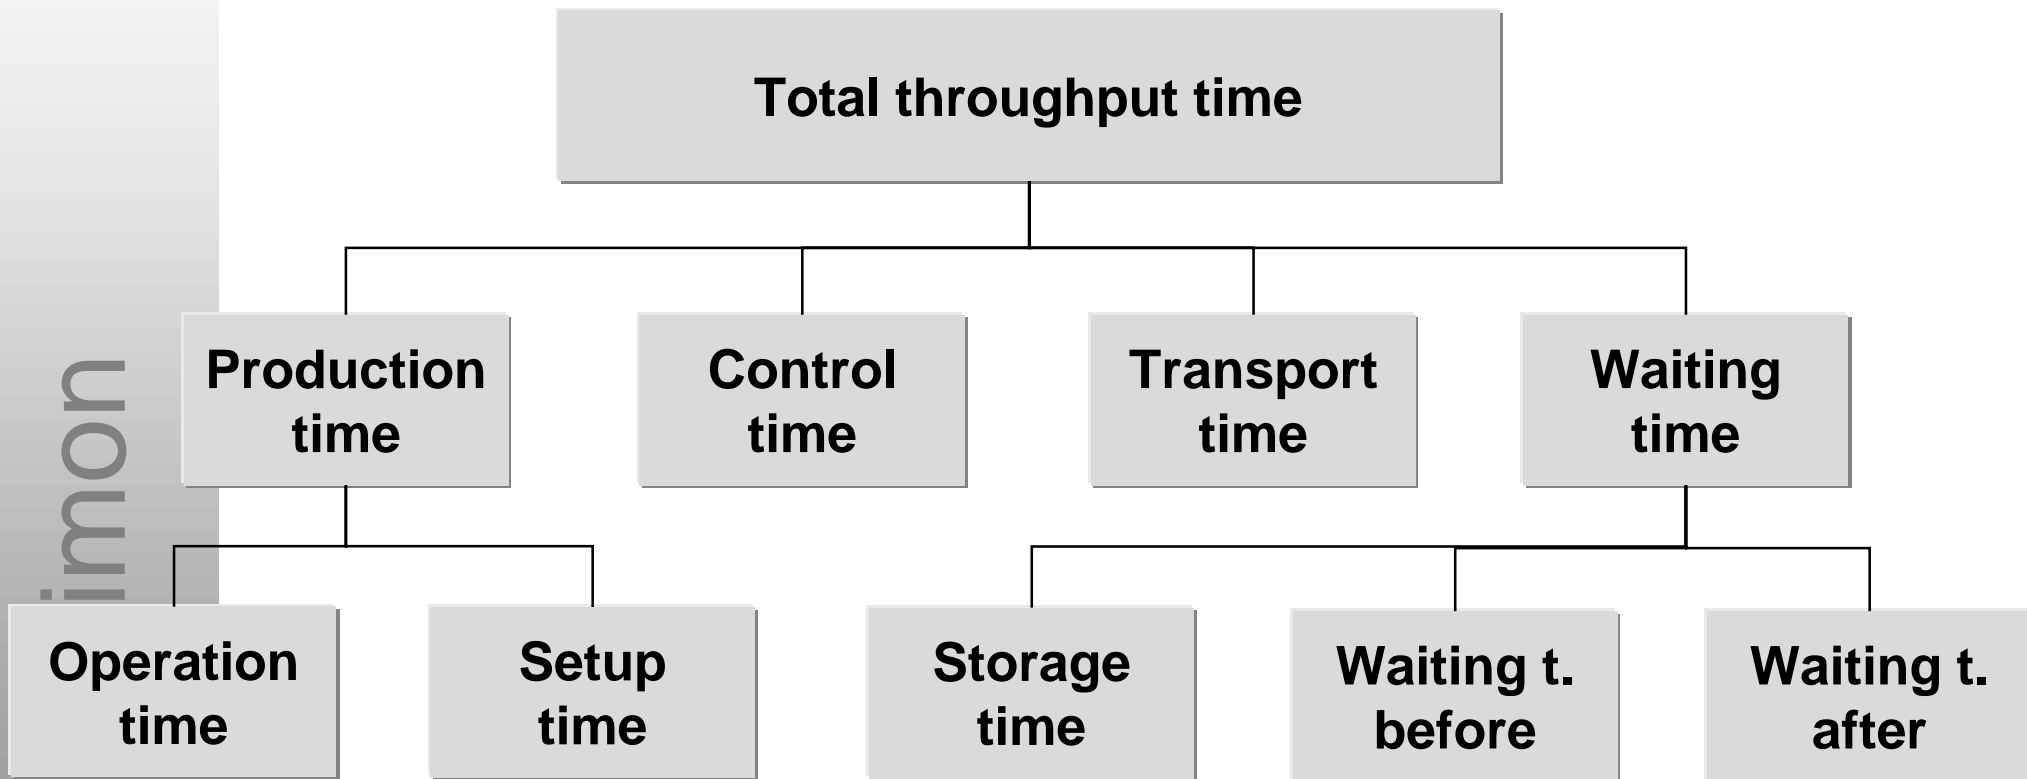 Total throughput time
Production
time
Control
time
Transport
time
Waiting
time
imon
Operation
time
Setup
time
Storage
time
Waiting t.
before
Waiting t.
after